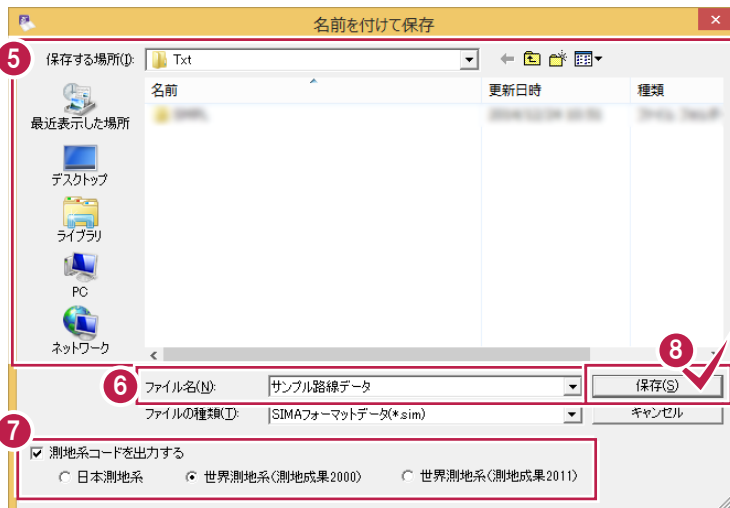 名前を付けて保存
5
保存する場所(I):
Txt
名前
更新日時
種類
最近表示した場所
デスクトップ
ライブラリ
PC
ネットワーク
8
6
ファイル名(N):
サンプル路線データ
保存(S)
ファイルの種類(T):
SIMAフォーマットデータ(*.sim)
キャンセル
7
測地系コードを出力する
日本測地系
世界測地系(測地成果2000)
世界測地系(測地成果2011)